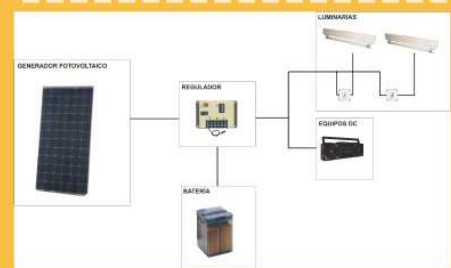 LUMINARIAS
GENERADOR FOTOVOLTAICO
REGULADOR
EQUIPOS DC
BATERÍA